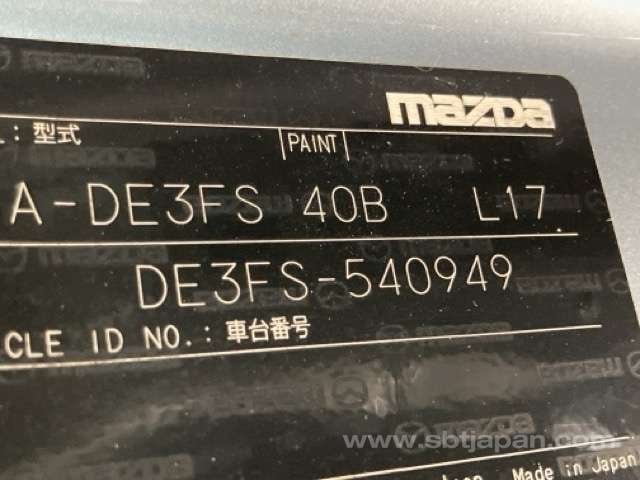 mazda
: 型式 PAINT
A-DE3FS 40B L17
DE3FS-540949
CLE ID NO.: 車台番号
www.sbtjapan.com
Made in Japan